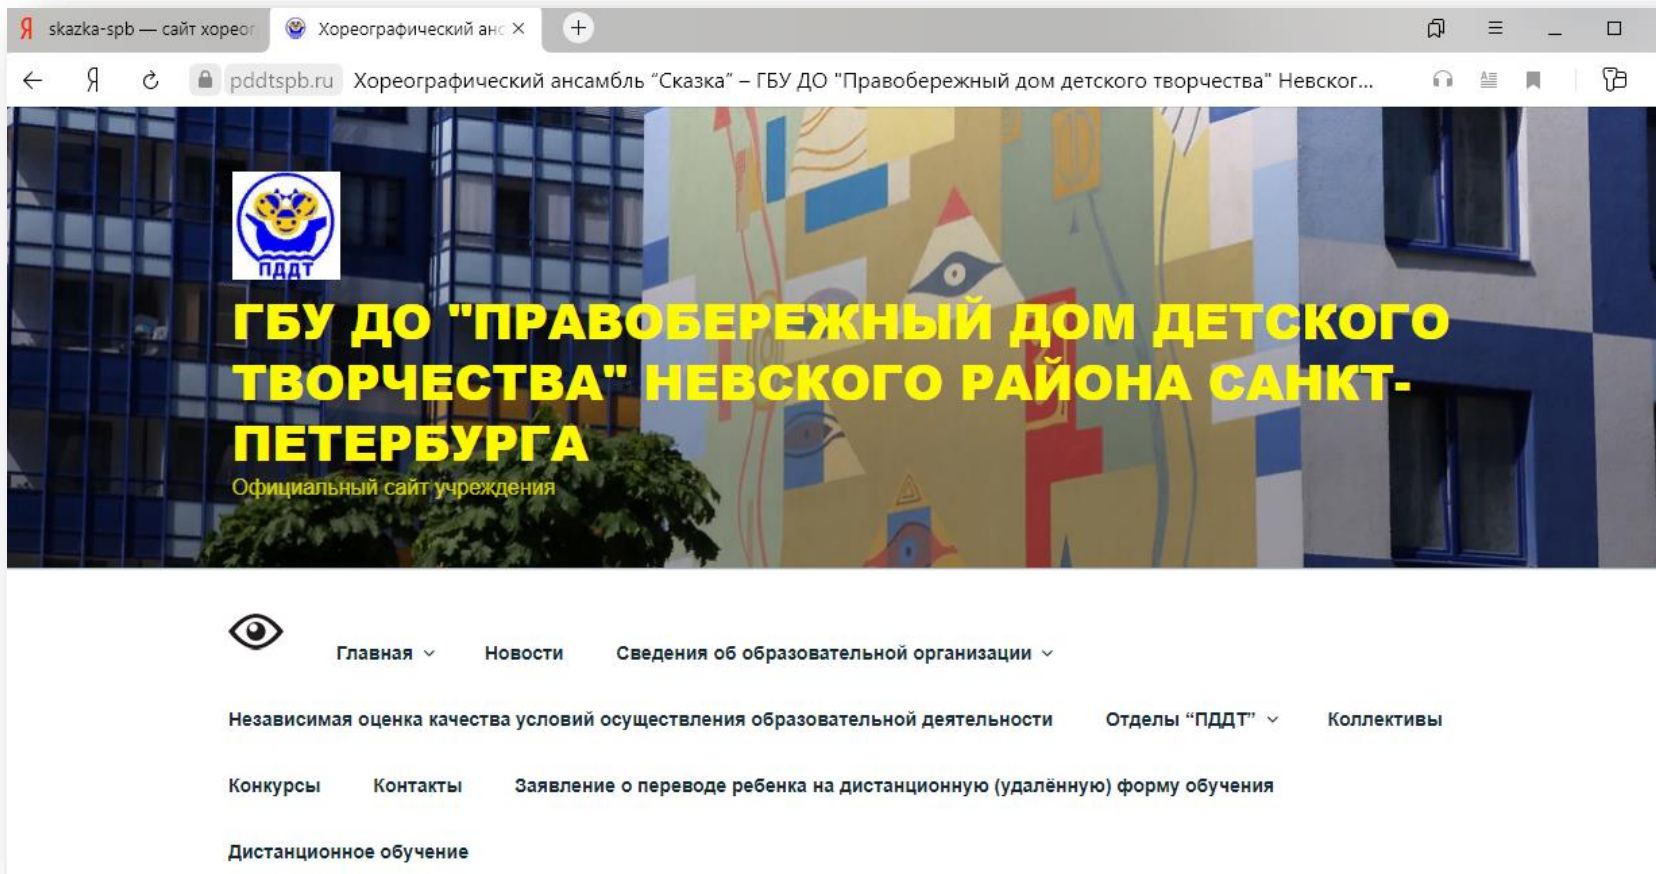 Я skazka-spb — сайт хореог
Хореографический анс
pddtspb.ru Хореографический ансамбль “Сказка” – ГБУ ДО "Правобережный дом детского творчества" Невског...
ПДДТ
ГБУ ДО "ПРАВОБЕРЕЖНЫЙ ДОМ ДЕТСКОГО
ТВОРЧЕСТВА" НЕВСКОГО РАЙОНА САНКТ-
ПЕТЕРБУРГА
Официальный сайт учреждения
Главная Новости Сведения об образовательной организации
Независимая оценка качества условий осуществления образовательной деятельности Отделы “ПДДТ” Коллективы
Конкурсы Контакты Заявление о переводе ребенка на дистанционную (удалённую) форму обучения
Дистанционное обучение